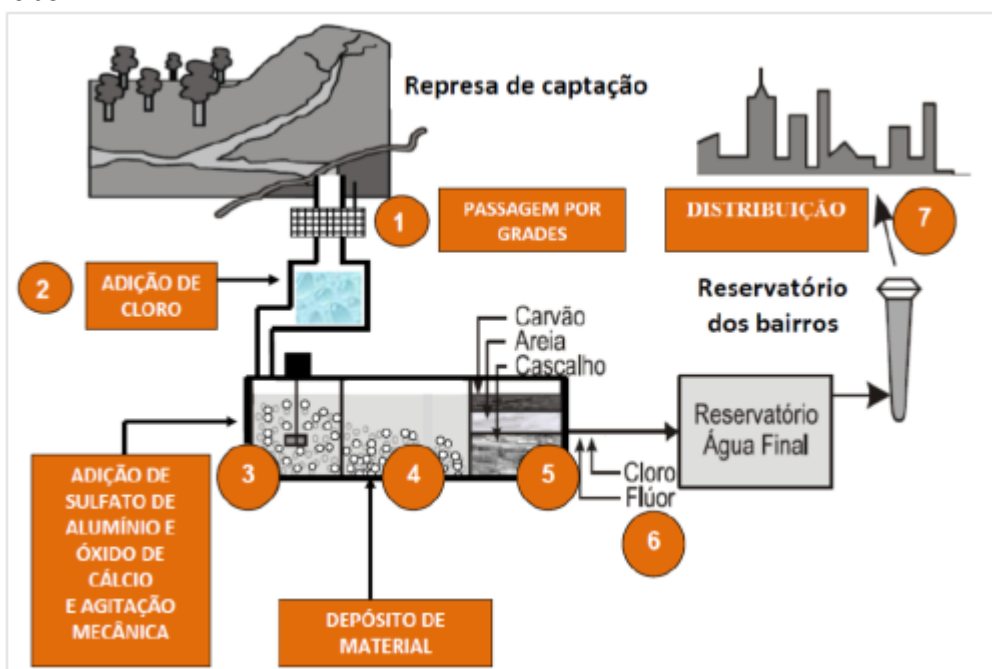 Represa de captação
1
PASSAGEM POR
GRADES
DISTRIBUIÇÃO
7
2
ADIÇÃO DE
CLORO
Reservatório
dos bairros
Carvão
Areia
Cascalho
3
4
5
ADIÇÃO DE
SULFATO DE
ALUMÍNIO E
ÓXIDO DE
CÁLCIO
E AGITAÇÃO
MECÂNICA
DEPÓSITO DE
MATERIAL
Cloro
Flúor
6
Reservatório
Água Final